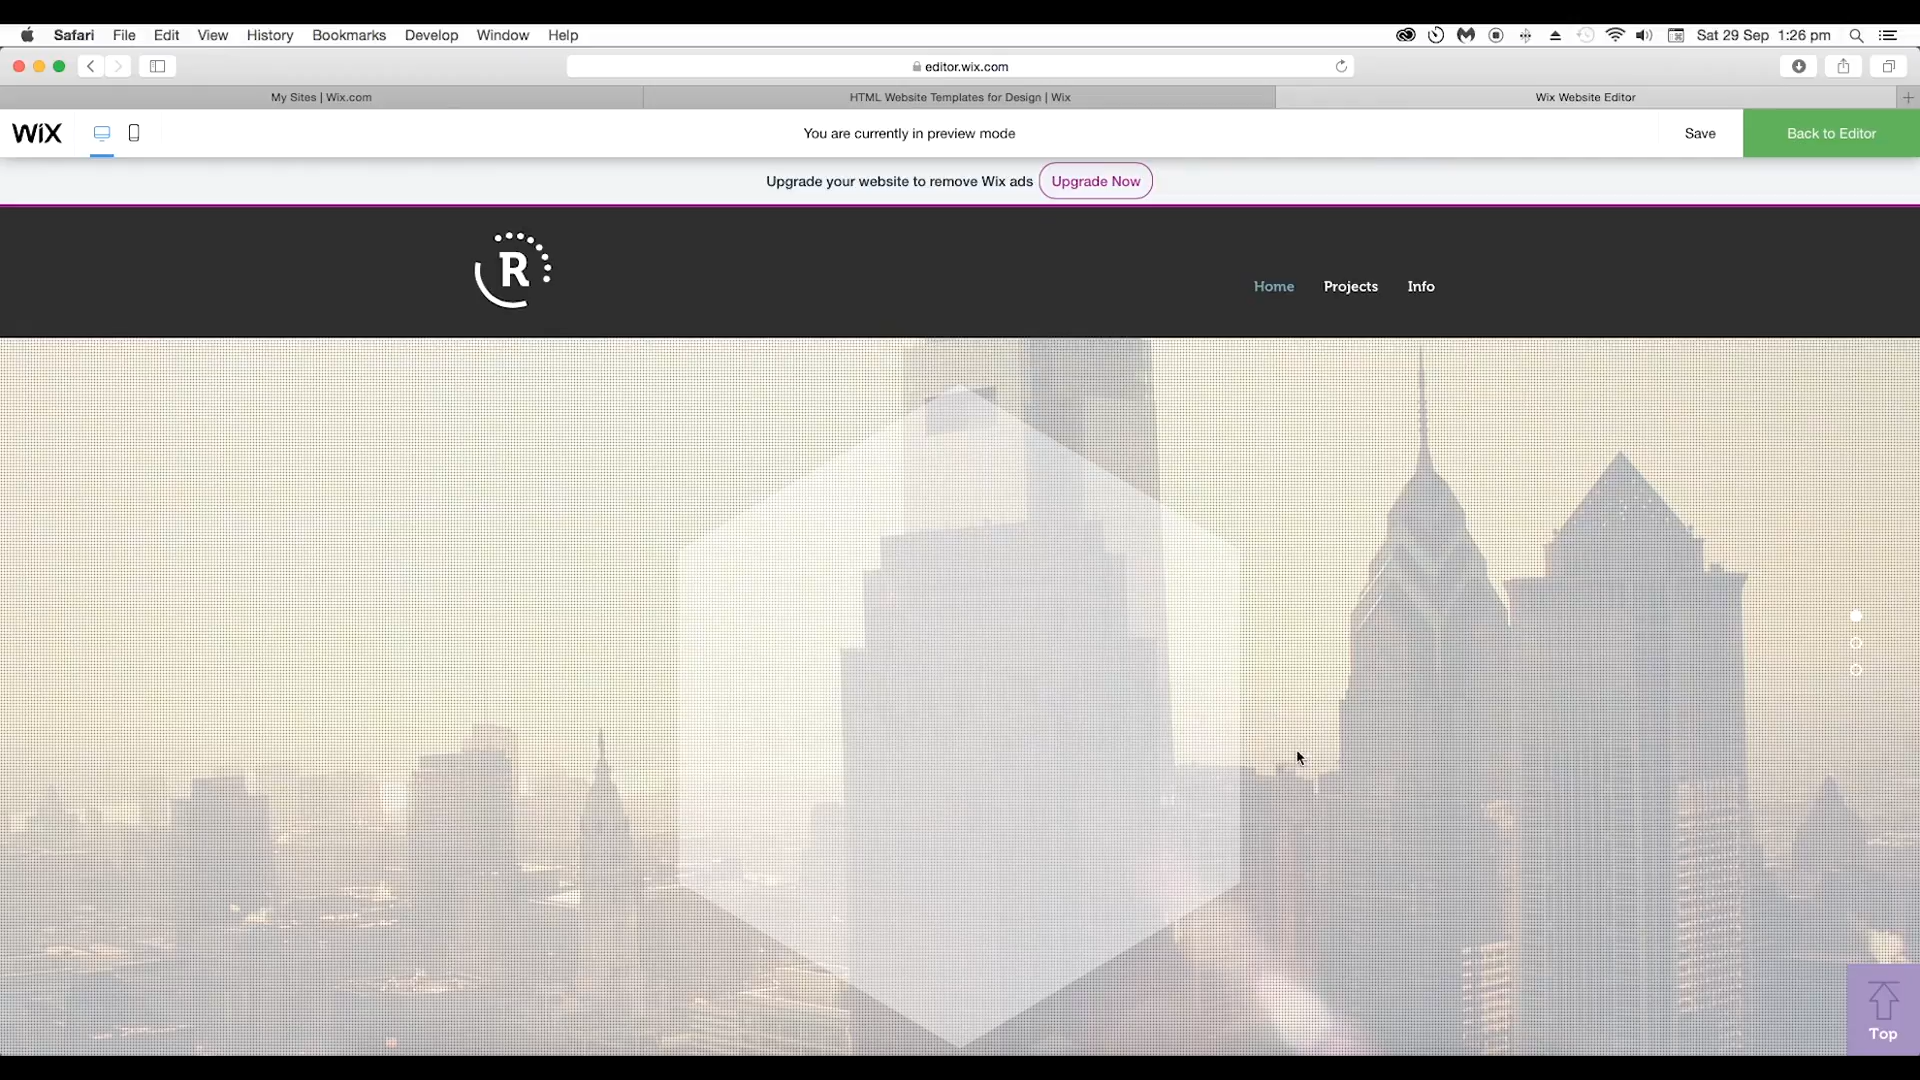 Safari File Edit View History Bookmarks Develop Window Help Sat 29 Sep 1:26 pm
editor.wix.com
My Sites | Wix.com HTML Website Templates for Design | Wix Wix Website Editor
WiX You are currently in preview mode Save Back to Editor
Upgrade your website to remove Wix ads Upgrade Now
R
Home Projects Info
Top